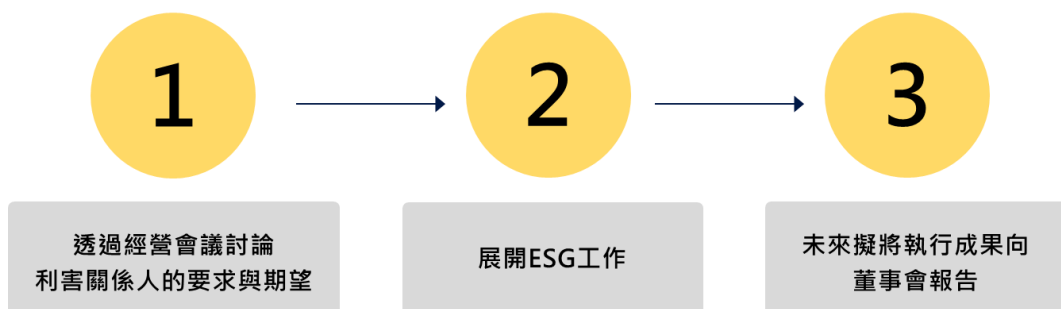 1
2
3
透過經營會議討論
利害關係人的要求與期望
展開ESG工作
未來擬將執行成果向
董事會報告